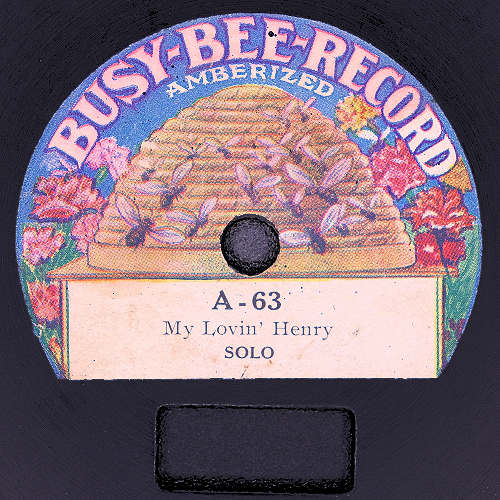 BUSY-BEE-RECORD
AMBERIZED
A-63
My Lovin' Henry
SOLO